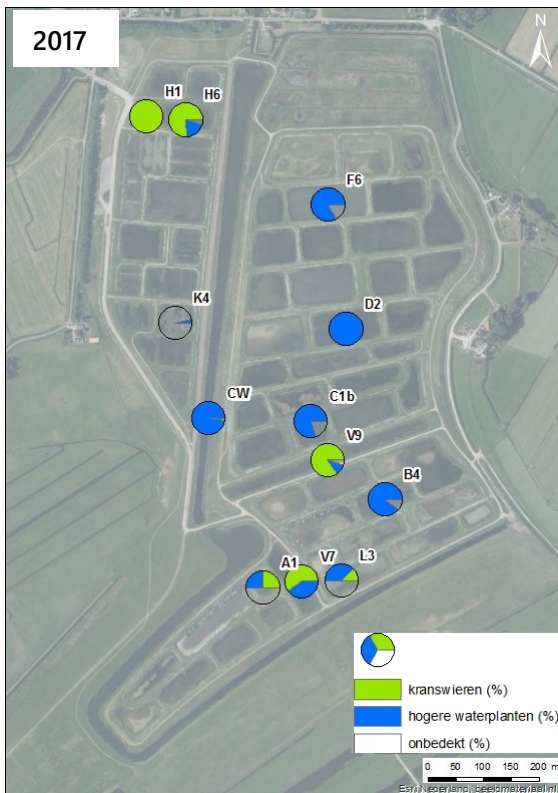 2017
N
H1
H6
F6
K4
D2
CW
C1b
V9
B4
A1
V7
L3
kranswieren (%)
hogere waterplanten (%)
onbedekt (%)
0 50 100 150 200 m
Esri Nederland, beeldmateriaal.nl